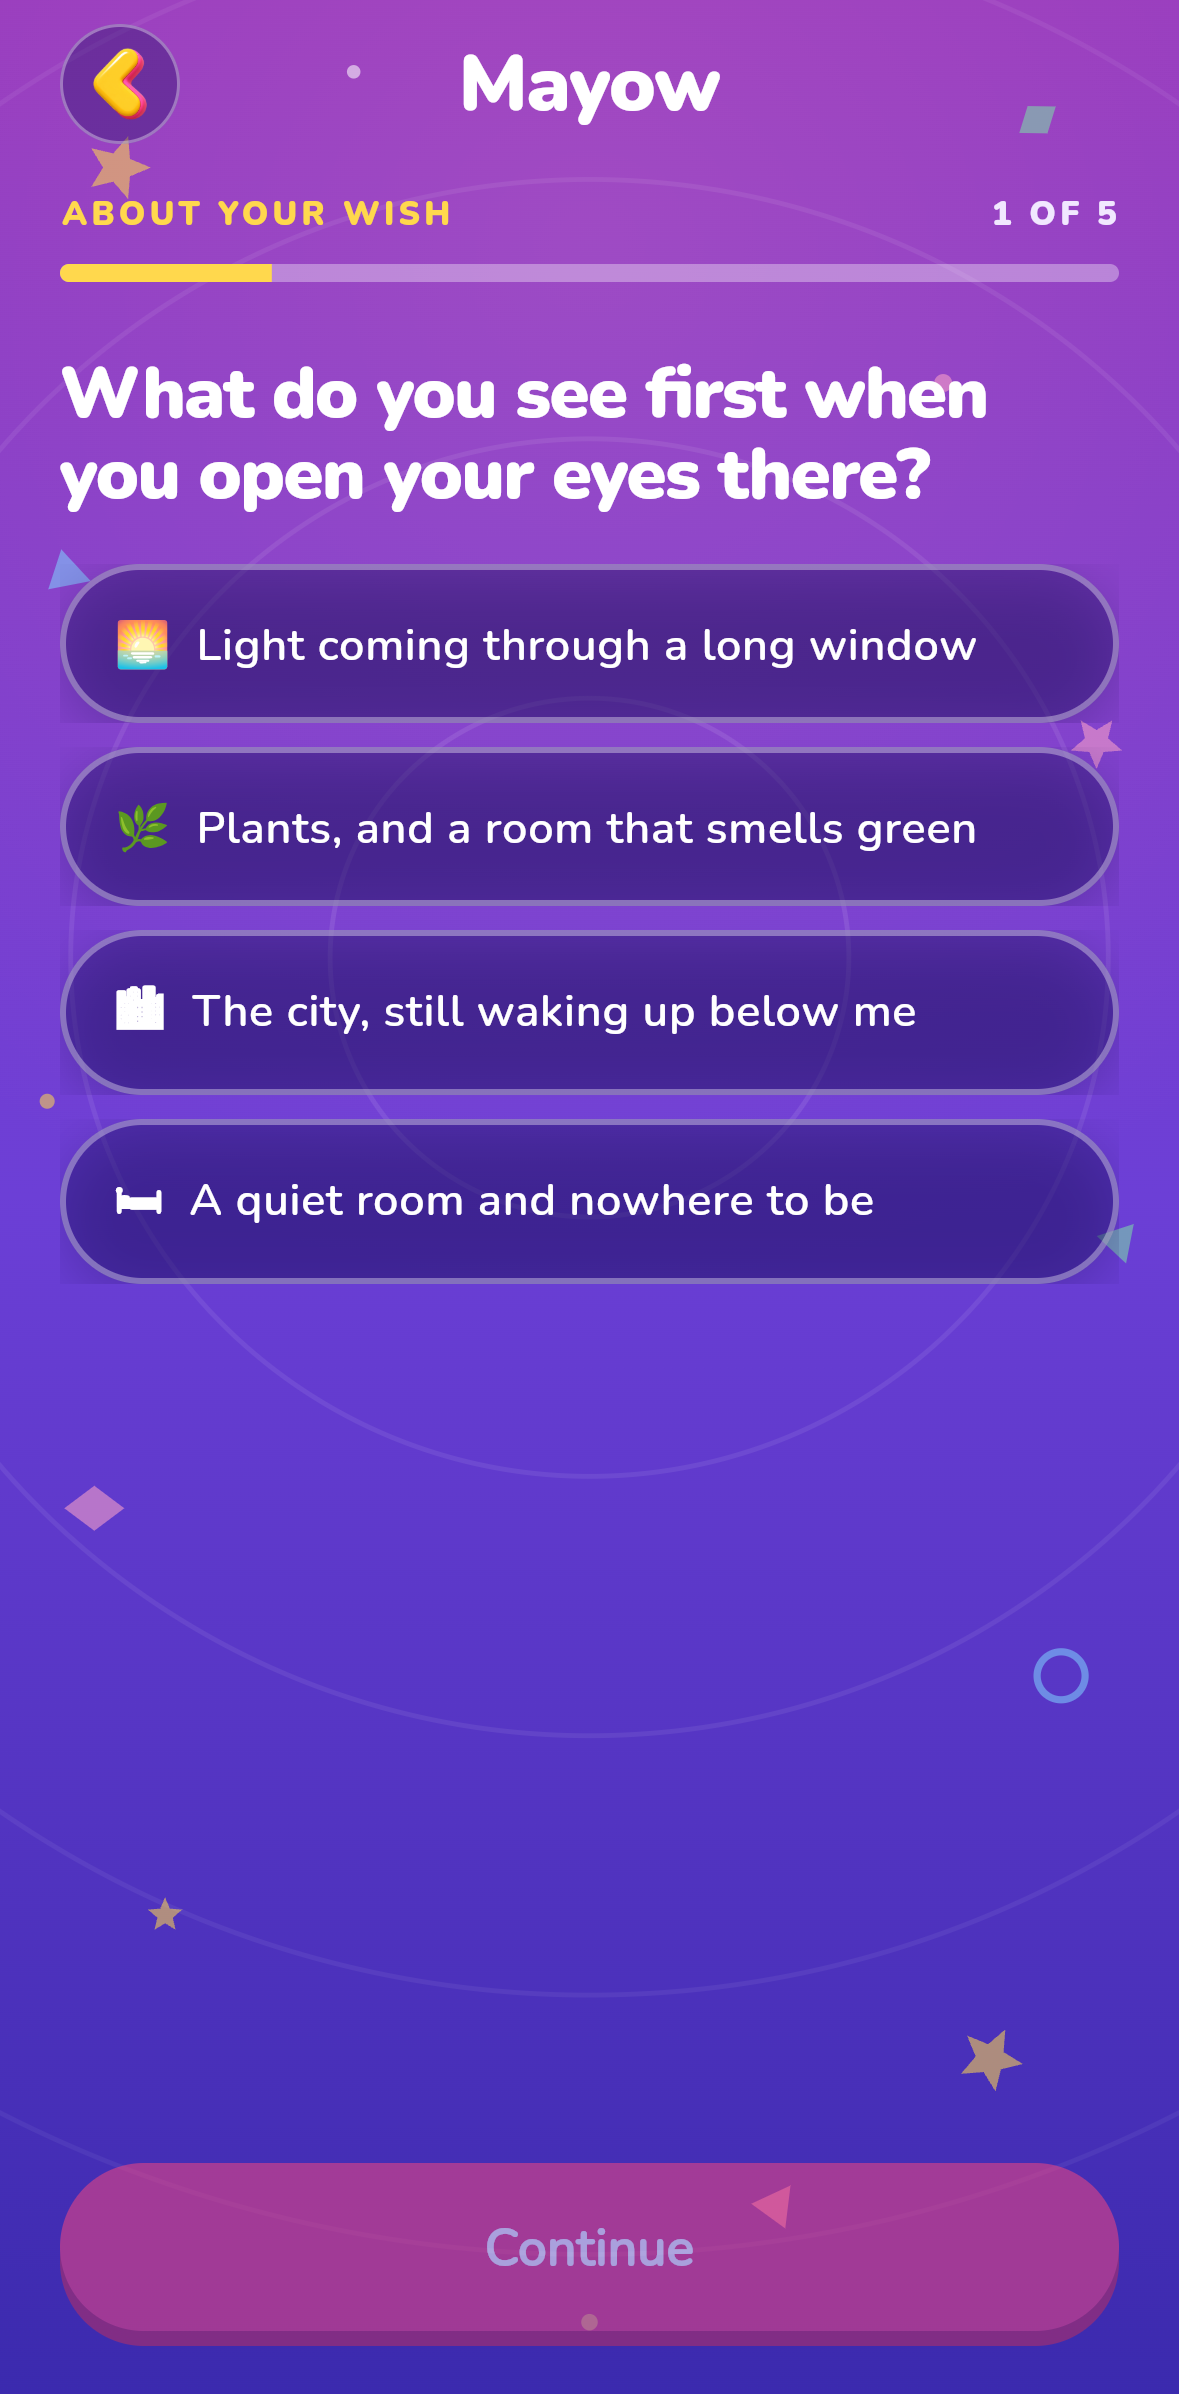 Mayow
ABOUT YOUR WISH
1 OF 5
What do you see first when
you open your eyes there?
Light coming through a long window
Plants, and a room that smells green
The city, still waking up below me
A quiet room and nowhere to be
Continue